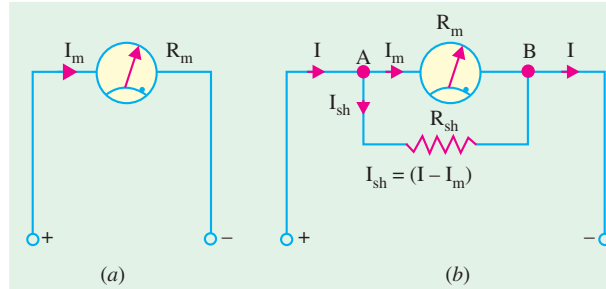 I_m R_m
+ −
(a)
R_m
I A I_m B I
I_sh R_sh
I_sh = (I – I_m)
+ −
(b)